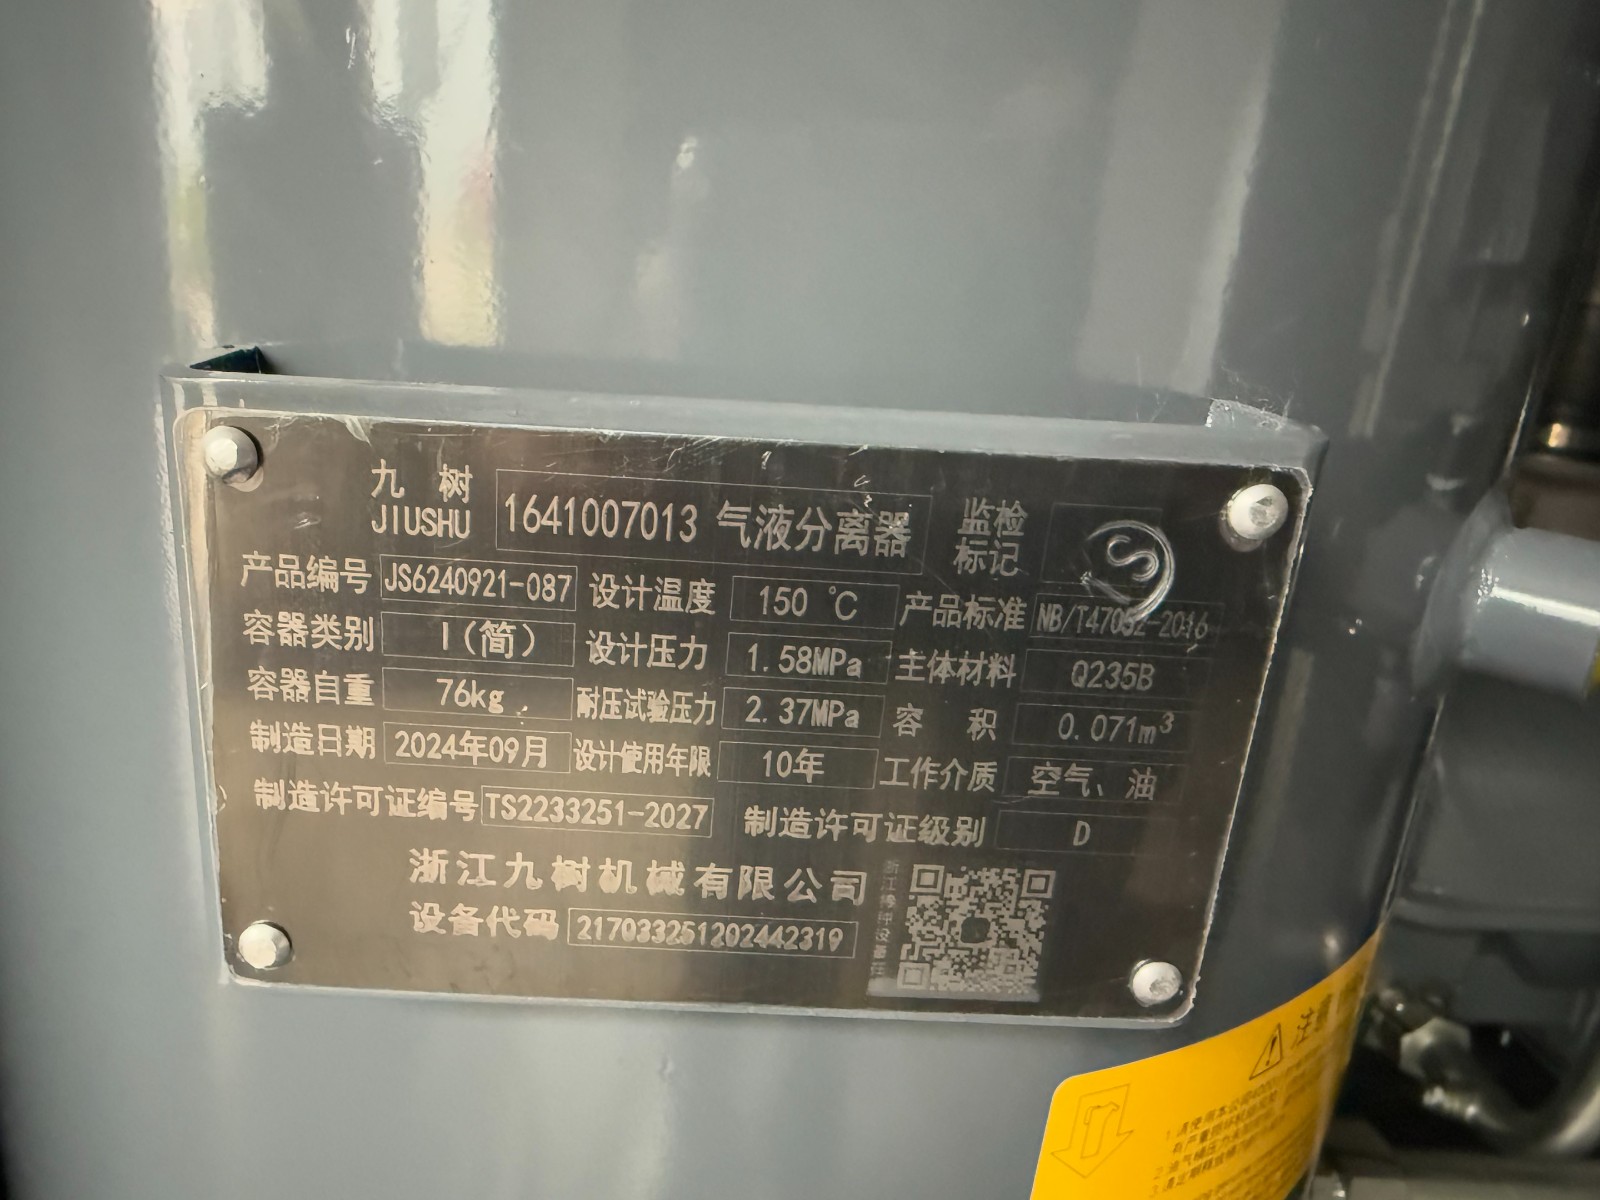 九 树 1641007013 气液分离器 监检
JIUSHU 标记
产品编号 JS6240921-087 设计温度 150 ℃ 产品标准 NB/T47052-2016
容器类别 I(简) 设计压力 1.58MPa 主体材料 Q235B
容器自重 76kg 耐压试验压力 2.37MPa 容 积 0.071m³
制造日期 2024年09月 设计使用年限 10年 工作介质 空气、油
制造许可证编号 TS2233251-2027 制造许可证级别 D
浙江九树机械有限公司
设备代码 217033251202442319
注意